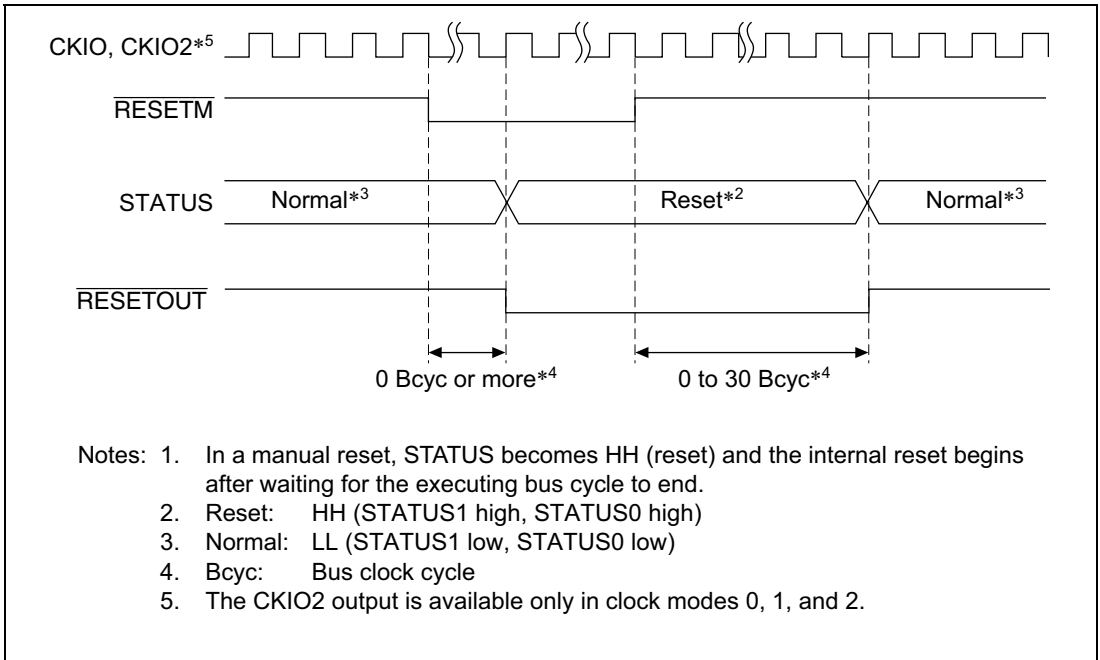 CKIO, CKIO2*5
RESETM
STATUS Normal*3 Reset*2 Normal*3
RESETOUT
0 Bcyc or more*4 0 to 30 Bcyc*4
Notes: 1. In a manual reset, STATUS becomes HH (reset) and the internal reset begins
after waiting for the executing bus cycle to end.
2. Reset: HH (STATUS1 high, STATUS0 high)
3. Normal: LL (STATUS1 low, STATUS0 low)
4. Bcyc: Bus clock cycle
5. The CKIO2 output is available only in clock modes 0, 1, and 2.